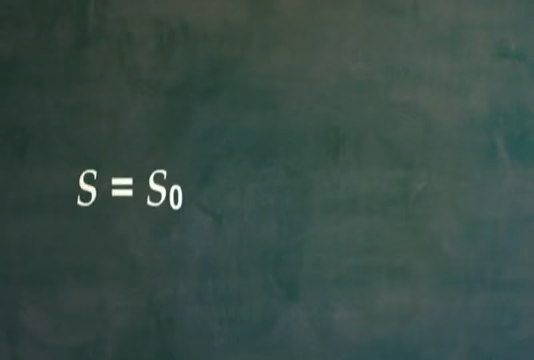 S = S₀